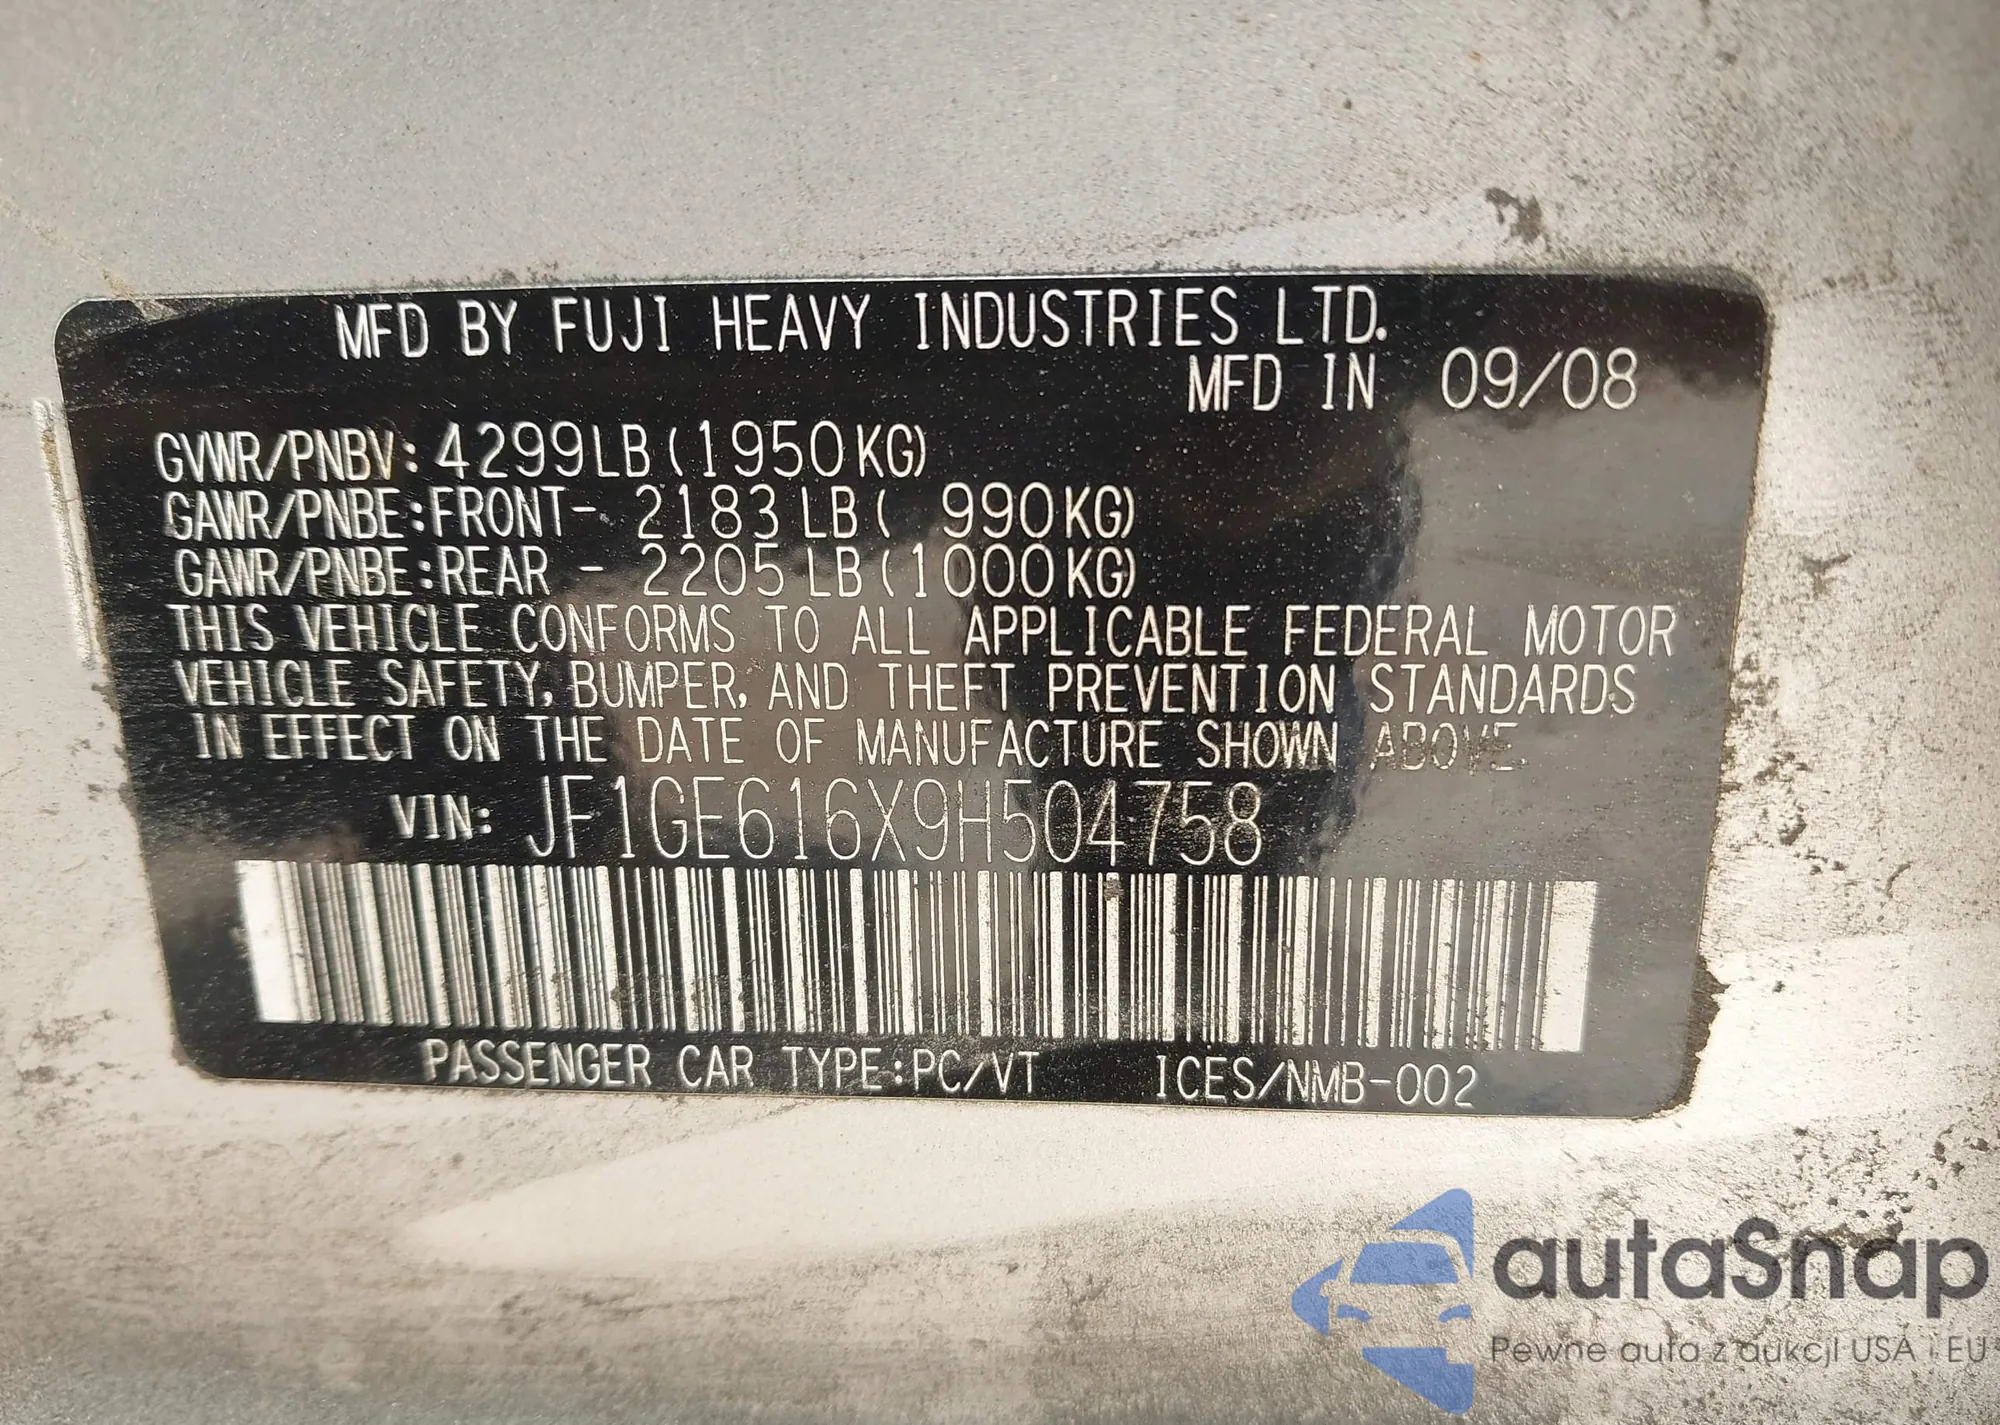 MFD BY FUJI HEAVY INDUSTRIES LTD.
MFD IN 09/08
GVWR/PNBV: 4299LB(1950KG)
GAWR/PNBE:FRONT- 2183LB( 990KG)
GAWR/PNBE:REAR - 2205LB(1000KG)
THIS VEHICLE CONFORMS TO ALL APPLICABLE FEDERAL MOTOR
VEHICLE SAFETY, BUMPER, AND THEFT PREVENTION STANDARDS
IN EFFECT ON THE DATE OF MANUFACTURE SHOWN ABOVE.
VIN: JF1GE616X9H504758
PASSENGER CAR TYPE:PC/VT ICES/NMB-002
autaSnap
Pewne auta z aukcji USA i EU